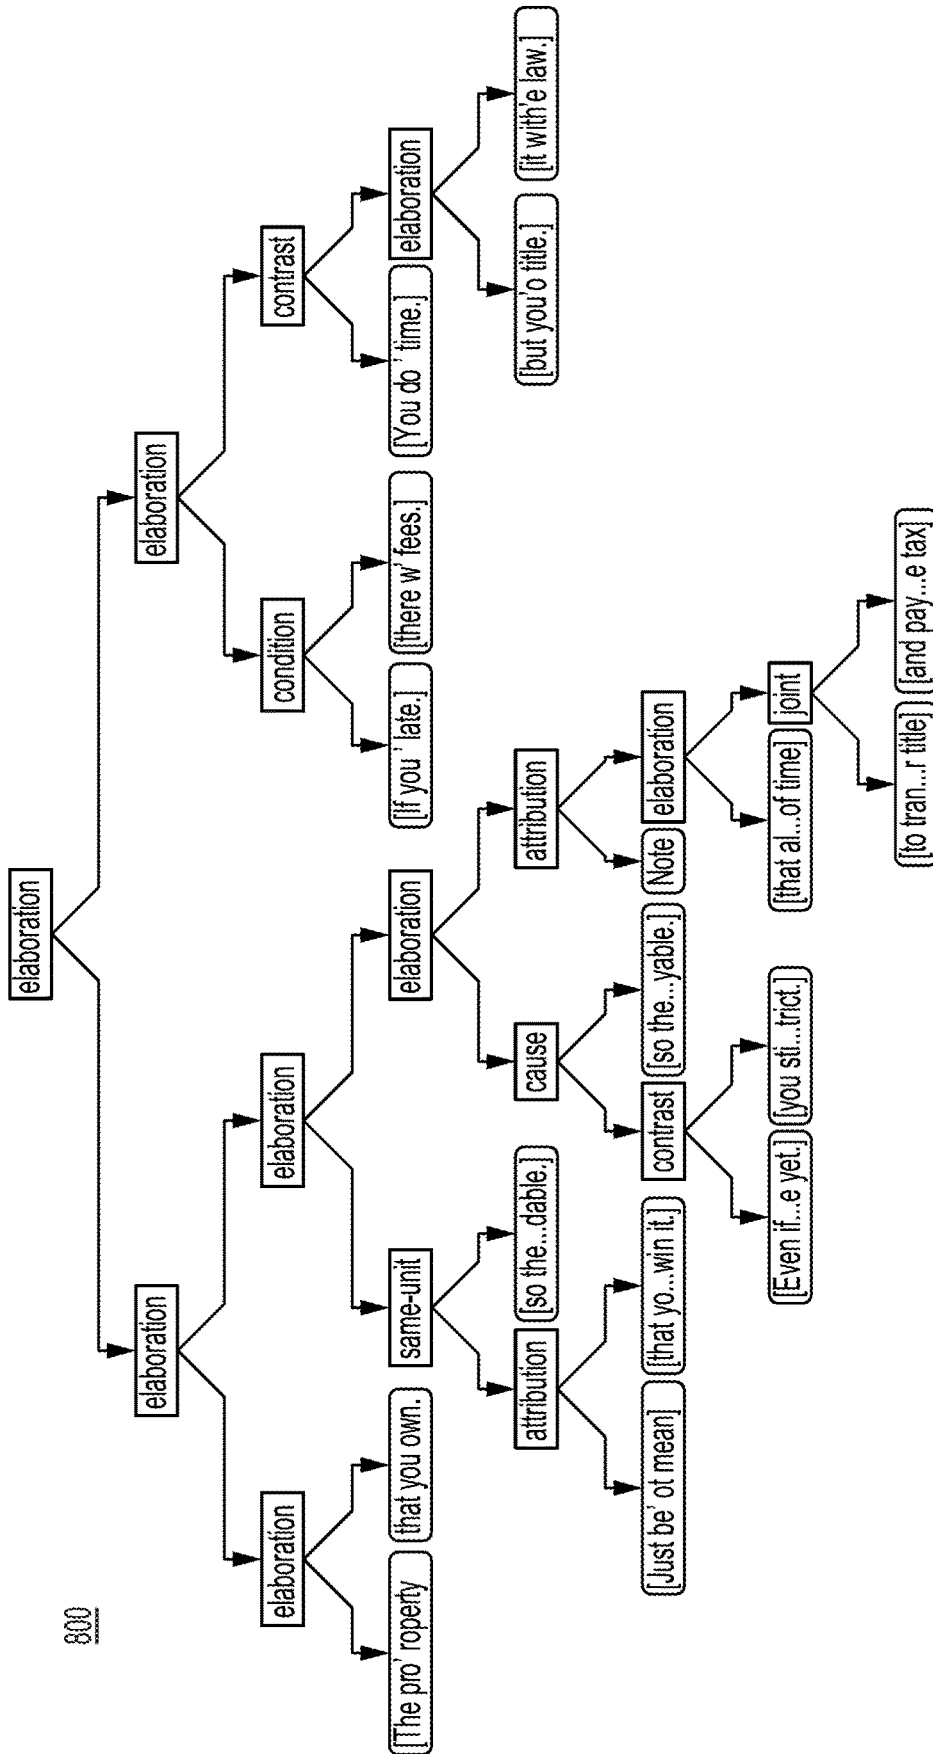 800
elaboration
elaboration
elaboration
elaboration
elaboration
condition
contrast
[The pro' roperty
that you own.
same-unit
elaboration
[If you ' late.]
[there w' fees.]
[You do ' time.]
elaboration
attribution
[so the...dable.]
cause
attribution
[but you'o title.]
[it with'e law.]
[Just be' ot mean]
[that yo...win it.]
contrast
[so the...yable.]
Note
elaboration
[Even if...e yet.]
[you sti...trict.]
[that al...of time]
joint
[to tran...r title]
[and pay...e tax]